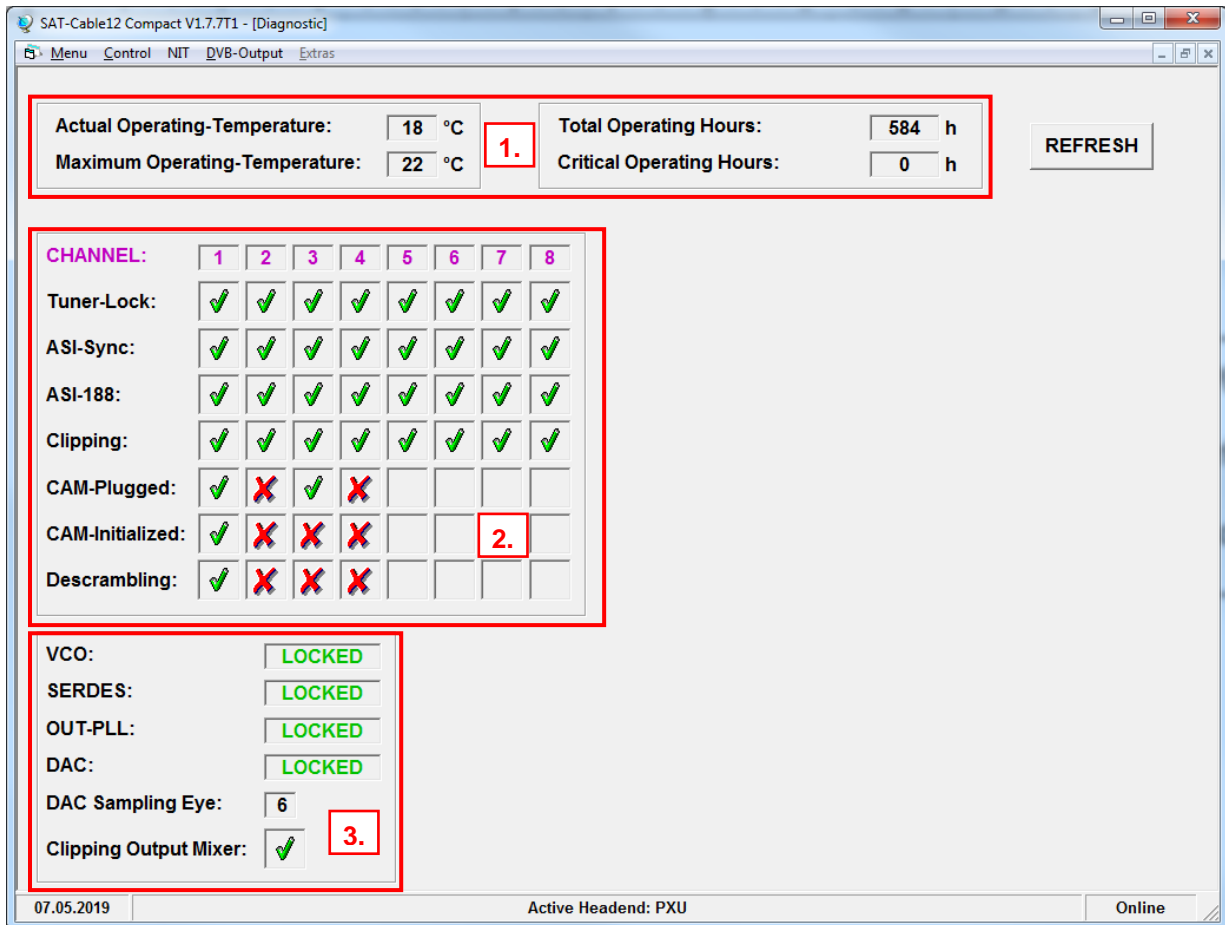 SAT-Cable12 Compact V1.7.7T1 - [Diagnostic]
Menu Control NIT DVB-Output Extras
Actual Operating-Temperature: 18 °C
Maximum Operating-Temperature: 22 °C
1.
Total Operating Hours: 584 h
Critical Operating Hours: 0 h
REFRESH
CHANNEL: 1 2 3 4 5 6 7 8
Tuner-Lock:
ASI-Sync:
ASI-188:
Clipping:
CAM-Plugged:
CAM-Initialized:
2.
Descrambling:
VCO: LOCKED
SERDES: LOCKED
OUT-PLL: LOCKED
DAC: LOCKED
DAC Sampling Eye: 6
3.
Clipping Output Mixer:
07.05.2019 Active Headend: PXU Online